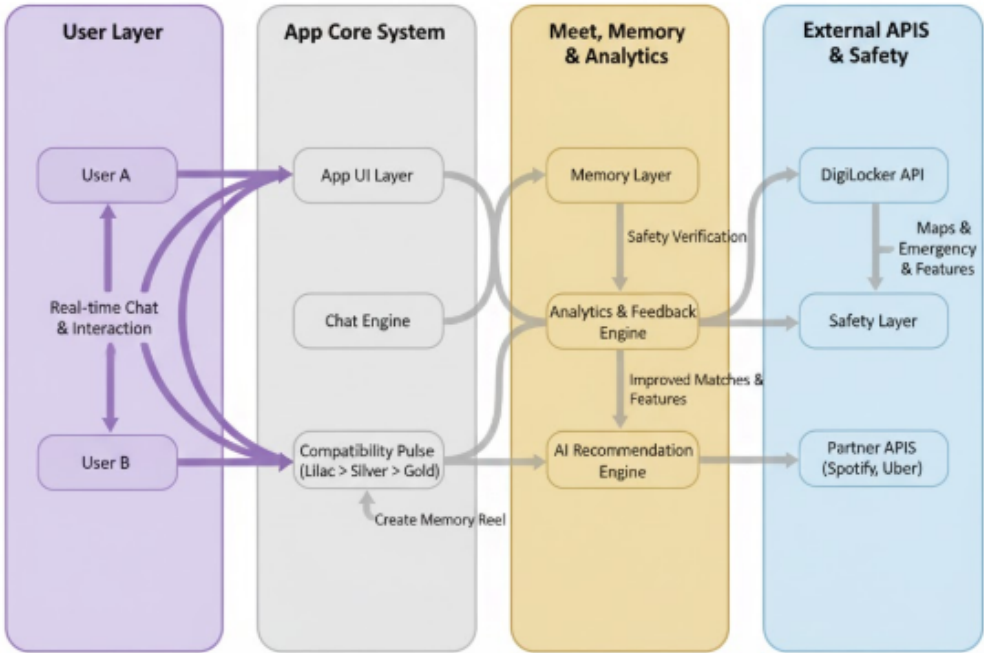 User Layer
App Core System
Meet, Memory
& Analytics
External APIS
& Safety
User A
App UI Layer
Memory Layer
DigiLocker API
Safety Verification
Maps &
Emergency
& Features
Real-time Chat
& Interaction
Chat Engine
Analytics & Feedback
Engine
Safety Layer
Improved Matches &
Features
User B
Compatibility Pulse
(Lilac > Silver > Gold)
AI Recommendation
Engine
Partner APIS
(Spotify, Uber)
Create Memory Reel